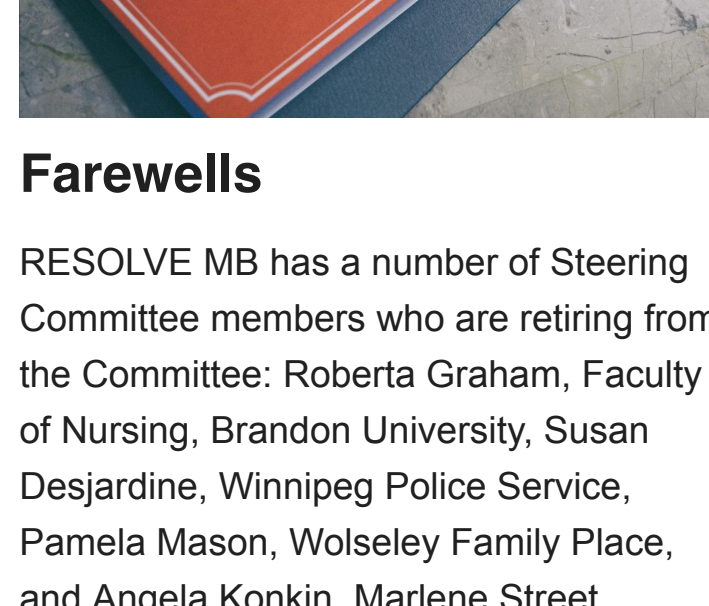 Farewells
RESOLVE MB has a number of Steering
Committee members who are retiring from
the Committee: Roberta Graham, Faculty
of Nursing, Brandon University, Susan
Desjardine, Winnipeg Police Service,
Pamela Mason, Wolseley Family Place,
and Angela Konkin, Marlene Street